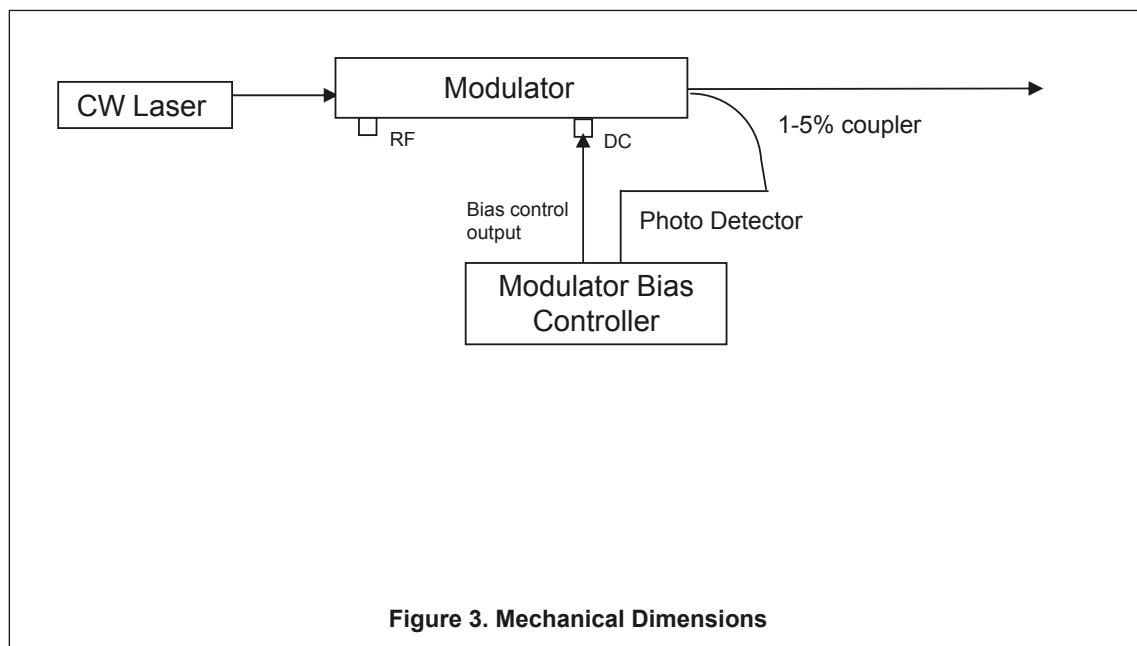 Modulator
CW Laser
RF
DC
1-5% coupler
Bias control
output
Photo Detector
Modulator Bias
Controller
Figure 3. Mechanical Dimensions